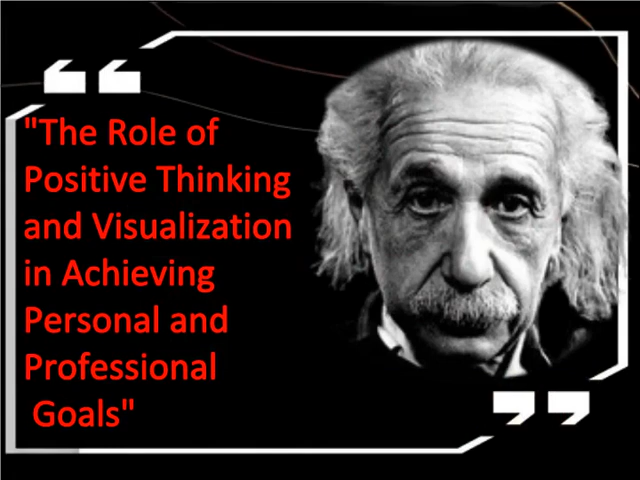 "The Role of
Positive Thinking
and Visualization
in Achieving
Personal and
Professional
Goals"